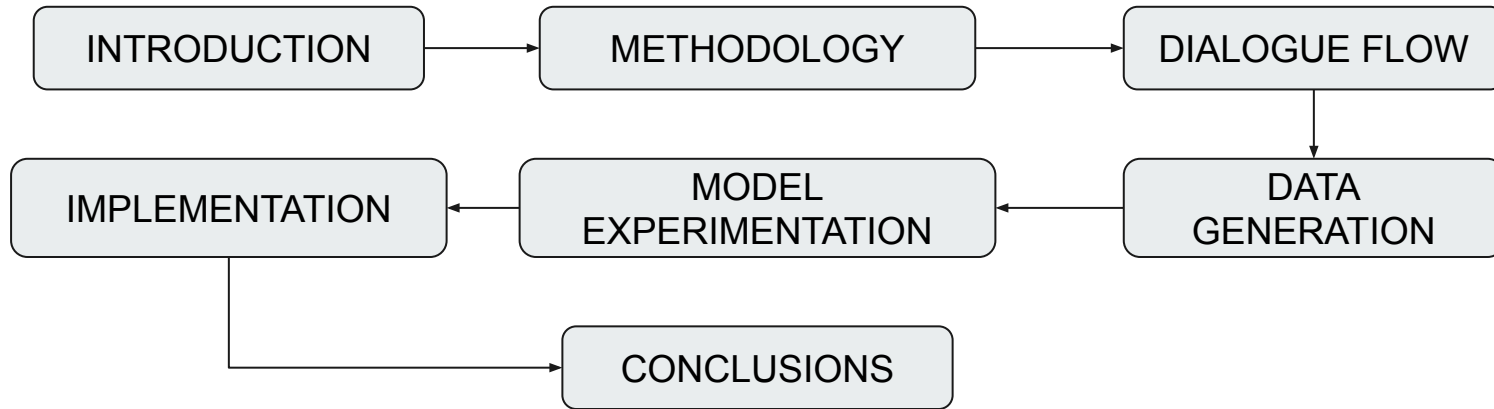 INTRODUCTION
METHODOLOGY
DIALOGUE FLOW
DATA
GENERATION
MODEL
EXPERIMENTATION
IMPLEMENTATION
CONCLUSIONS